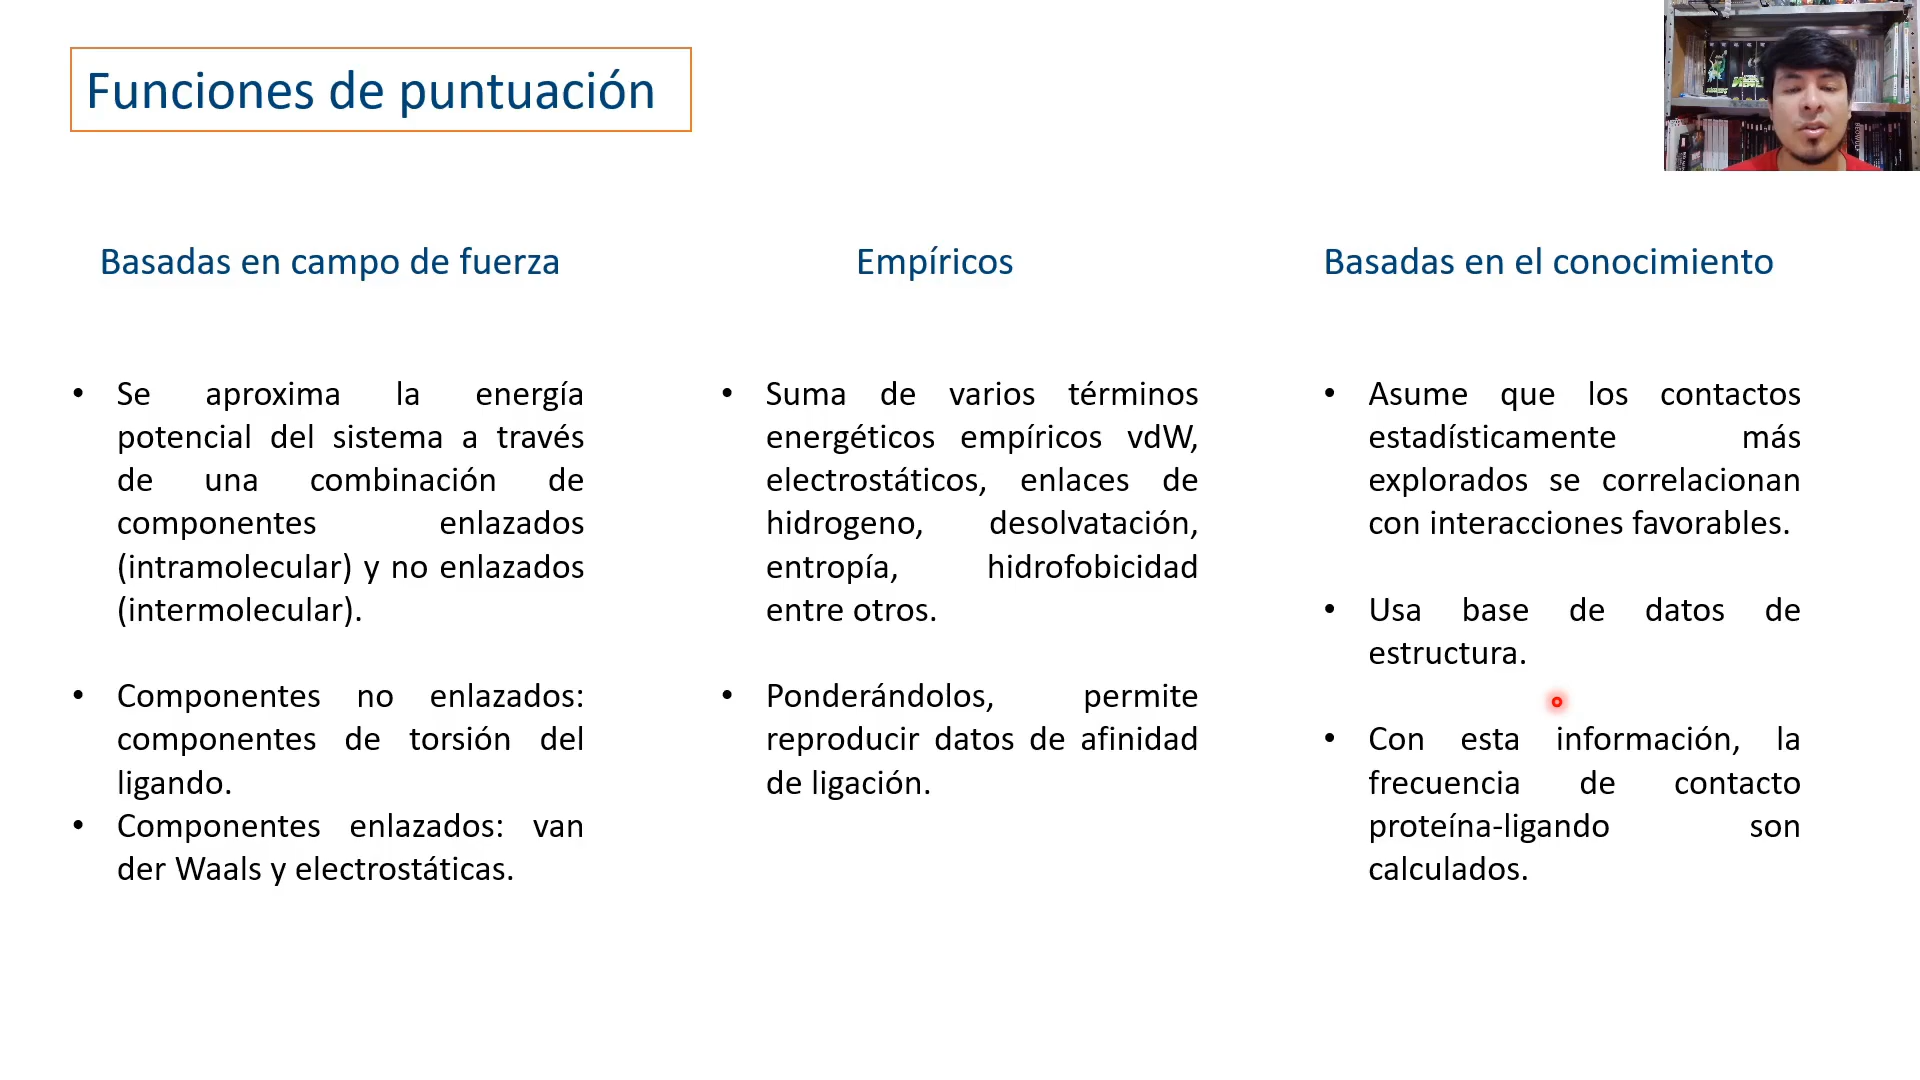 Funciones de puntuación
Basadas en campo de fuerza
• Se aproxima la energía
potencial del sistema a través
de una combinación de
componentes enlazados
(intramolecular) y no enlazados
(intermolecular).
• Componentes no enlazados:
componentes de torsión del
ligando.
• Componentes enlazados: van
der Waals y electrostáticas.
Empíricos
• Suma de varios términos
energéticos empíricos vdW,
electrostáticos, enlaces de
hidrogeno, desolvatación,
entropía, hidrofobicidad
entre otros.
• Ponderándolos, permite
reproducir datos de afinidad
de ligación.
Basadas en el conocimiento
• Asume que los contactos
estadísticamente más
explorados se correlacionan
con interacciones favorables.
• Usa base de datos de
estructura.
• Con esta información, la
frecuencia de contacto
proteína-ligando son
calculados.